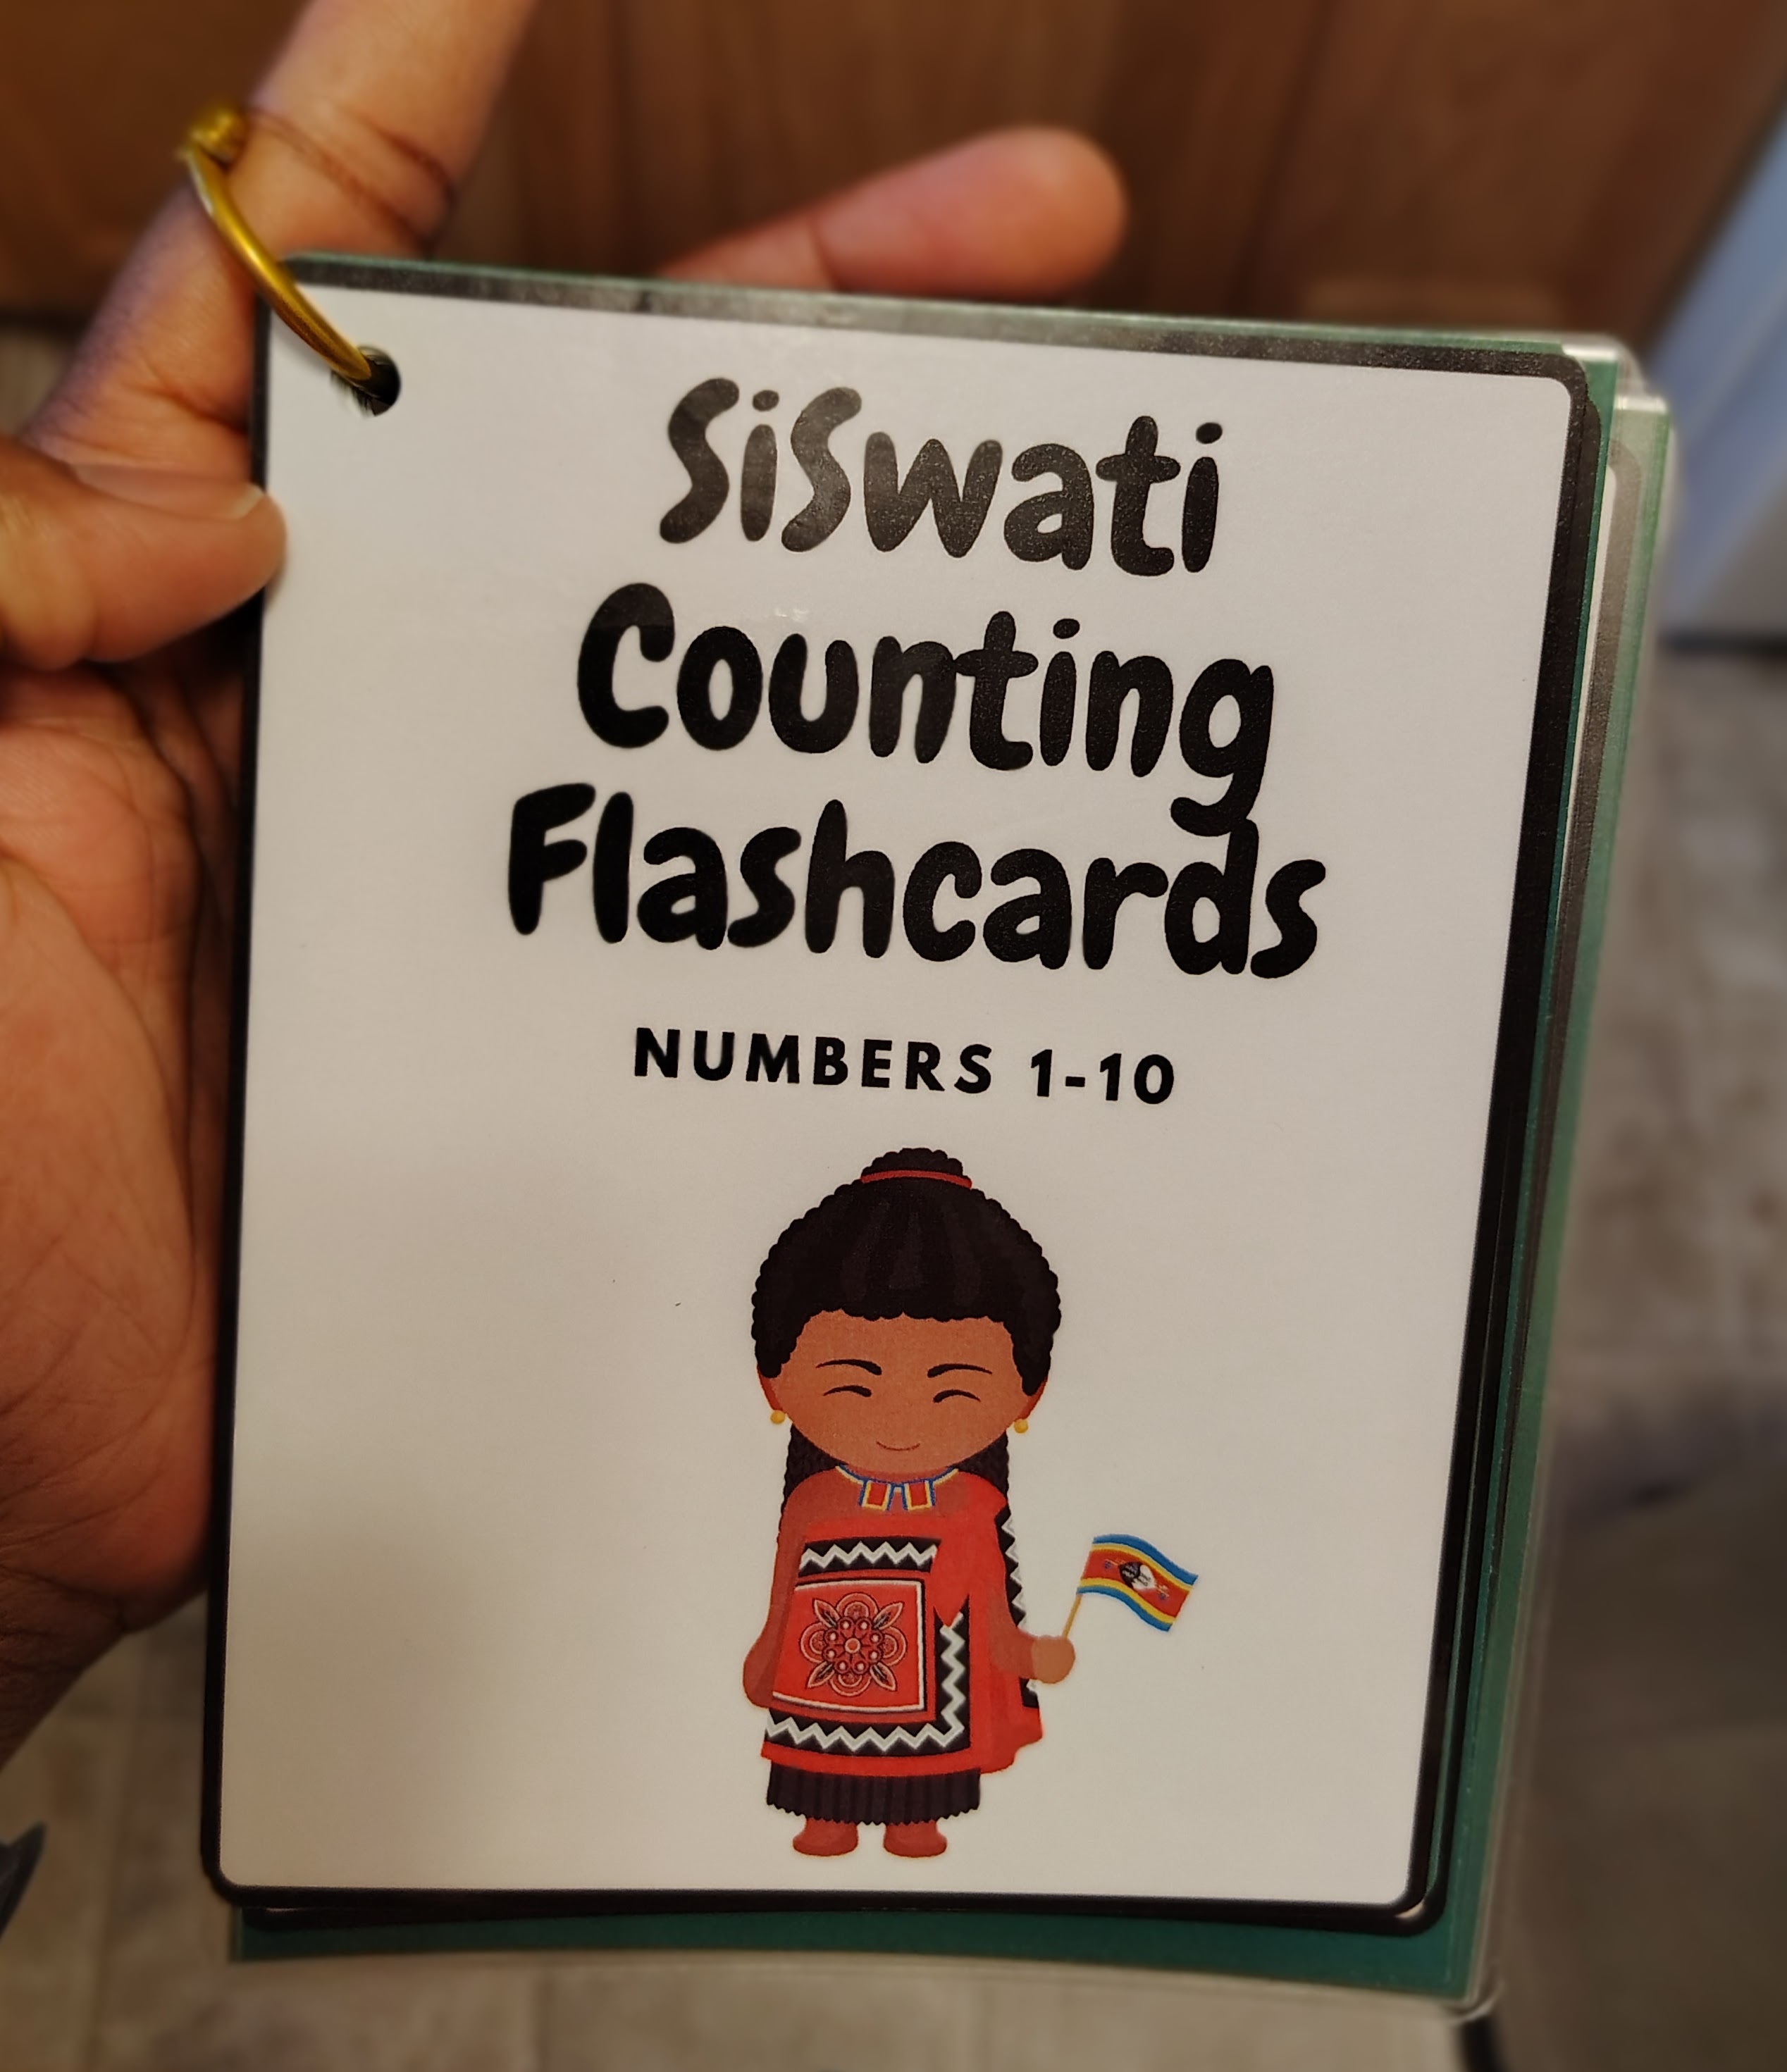 SiSwati
Counting
Flashcards
NUMBERS 1-10